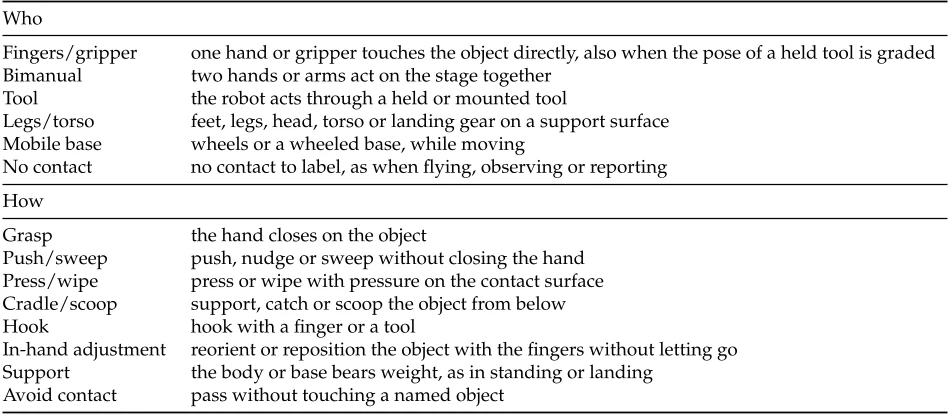 Who
Fingers/gripper one hand or gripper touches the object directly, also when the pose of a held tool is graded
Bimanual two hands or arms act on the stage together
Tool the robot acts through a held or mounted tool
Legs/torso feet, legs, head, torso or landing gear on a support surface
Mobile base wheels or a wheeled base, while moving
No contact no contact to label, as when flying, observing or reporting
How
Grasp the hand closes on the object
Push/sweep push, nudge or sweep without closing the hand
Press/wipe press or wipe with pressure on the contact surface
Cradle/scoop support, catch or scoop the object from below
Hook hook with a finger or a tool
In-hand adjustment reorient or reposition the object with the fingers without letting go
Support the body or base bears weight, as in standing or landing
Avoid contact pass without touching a named object